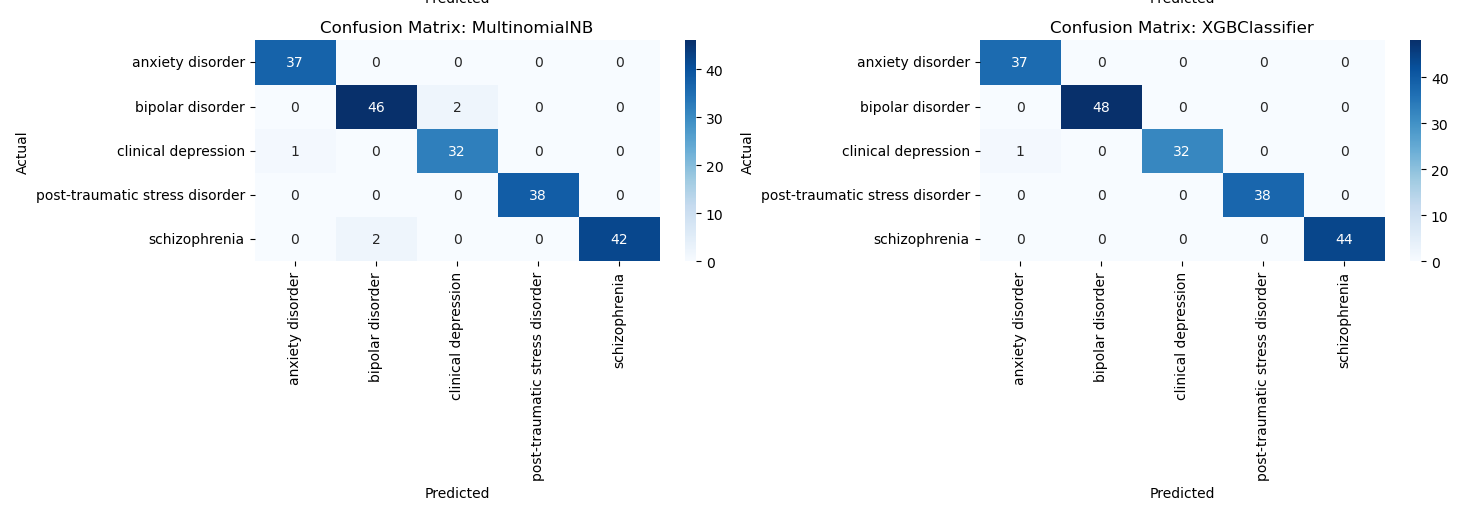 Predicted
Predicted
Confusion Matrix: MultinomialNB
Actual
anxiety disorder 37 0 0 0 0
bipolar disorder 0 46 2 0 0
clinical depression 1 0 32 0 0
post-traumatic stress disorder 0 0 0 38 0
schizophrenia 0 2 0 0 42
40
30
20
10
0
anxiety disorder
bipolar disorder
clinical depression
post-traumatic stress disorder
schizophrenia
Predicted
Confusion Matrix: XGBClassifier
Actual
anxiety disorder 37 0 0 0 0
bipolar disorder 0 48 0 0 0
clinical depression 1 0 32 0 0
post-traumatic stress disorder 0 0 0 38 0
schizophrenia 0 0 0 0 44
40
30
20
10
0
anxiety disorder
bipolar disorder
clinical depression
post-traumatic stress disorder
schizophrenia
Predicted